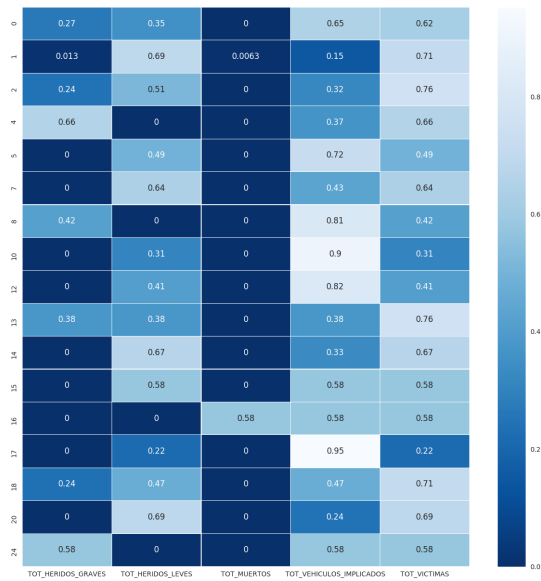 0 0.27 0.35 0 0.65 0.62
1 0.013 0.69 0.0063 0.15 0.71
2 0.24 0.51 0 0.32 0.76
4 0.66 0 0 0.37 0.66
5 0 0.49 0 0.72 0.49
7 0 0.64 0 0.43 0.64
8 0.42 0 0 0.81 0.42
10 0 0.31 0 0.9 0.31
12 0 0.41 0 0.82 0.41
13 0.38 0.38 0 0.38 0.76
14 0 0.67 0 0.33 0.67
15 0 0.58 0 0.58 0.58
16 0 0 0.58 0.58 0.58
17 0 0.22 0 0.95 0.22
18 0.24 0.47 0 0.47 0.71
20 0 0.69 0 0.24 0.69
24 0.58 0 0 0.58 0.58
TOT_HERIDOS_GRAVES TOT_HERIDOS_LEVES TOT_MUERTOS TOT_VEHICULOS_IMPLICADOS TOT_VICTIMAS
0.8
0.6
0.4
0.2
0.0